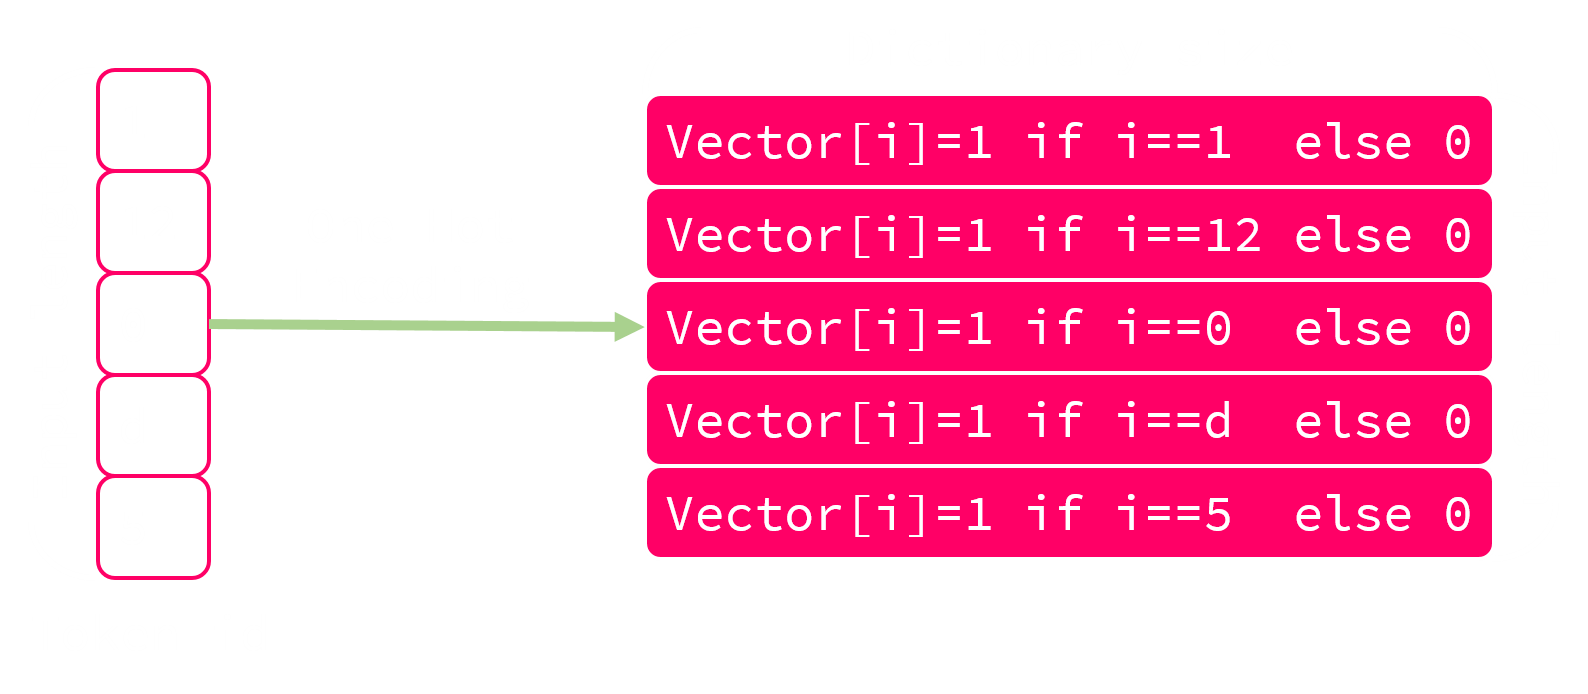 Vector[i]=1 if i==1  else 0
Vector[i]=1 if i==12 else 0
Vector[i]=1 if i==0  else 0
Vector[i]=1 if i==d  else 0
Vector[i]=1 if i==5  else 0